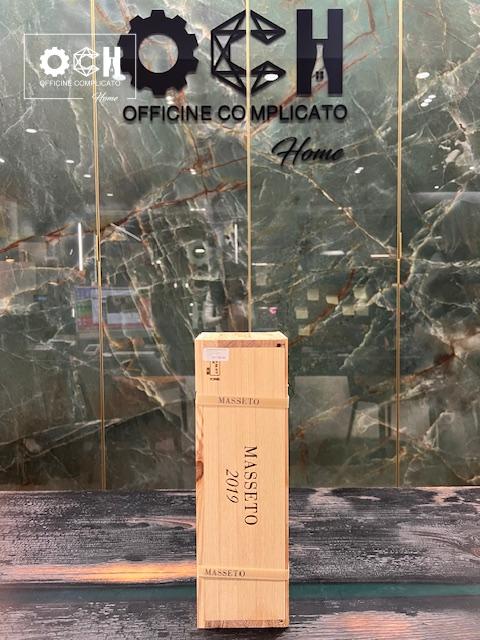 OCH
OFFICINE COMPLICATO
Home
OCH
OFFICINE COMPLICATO
Home
MASSETO
MASSETO
2019
MASSETO